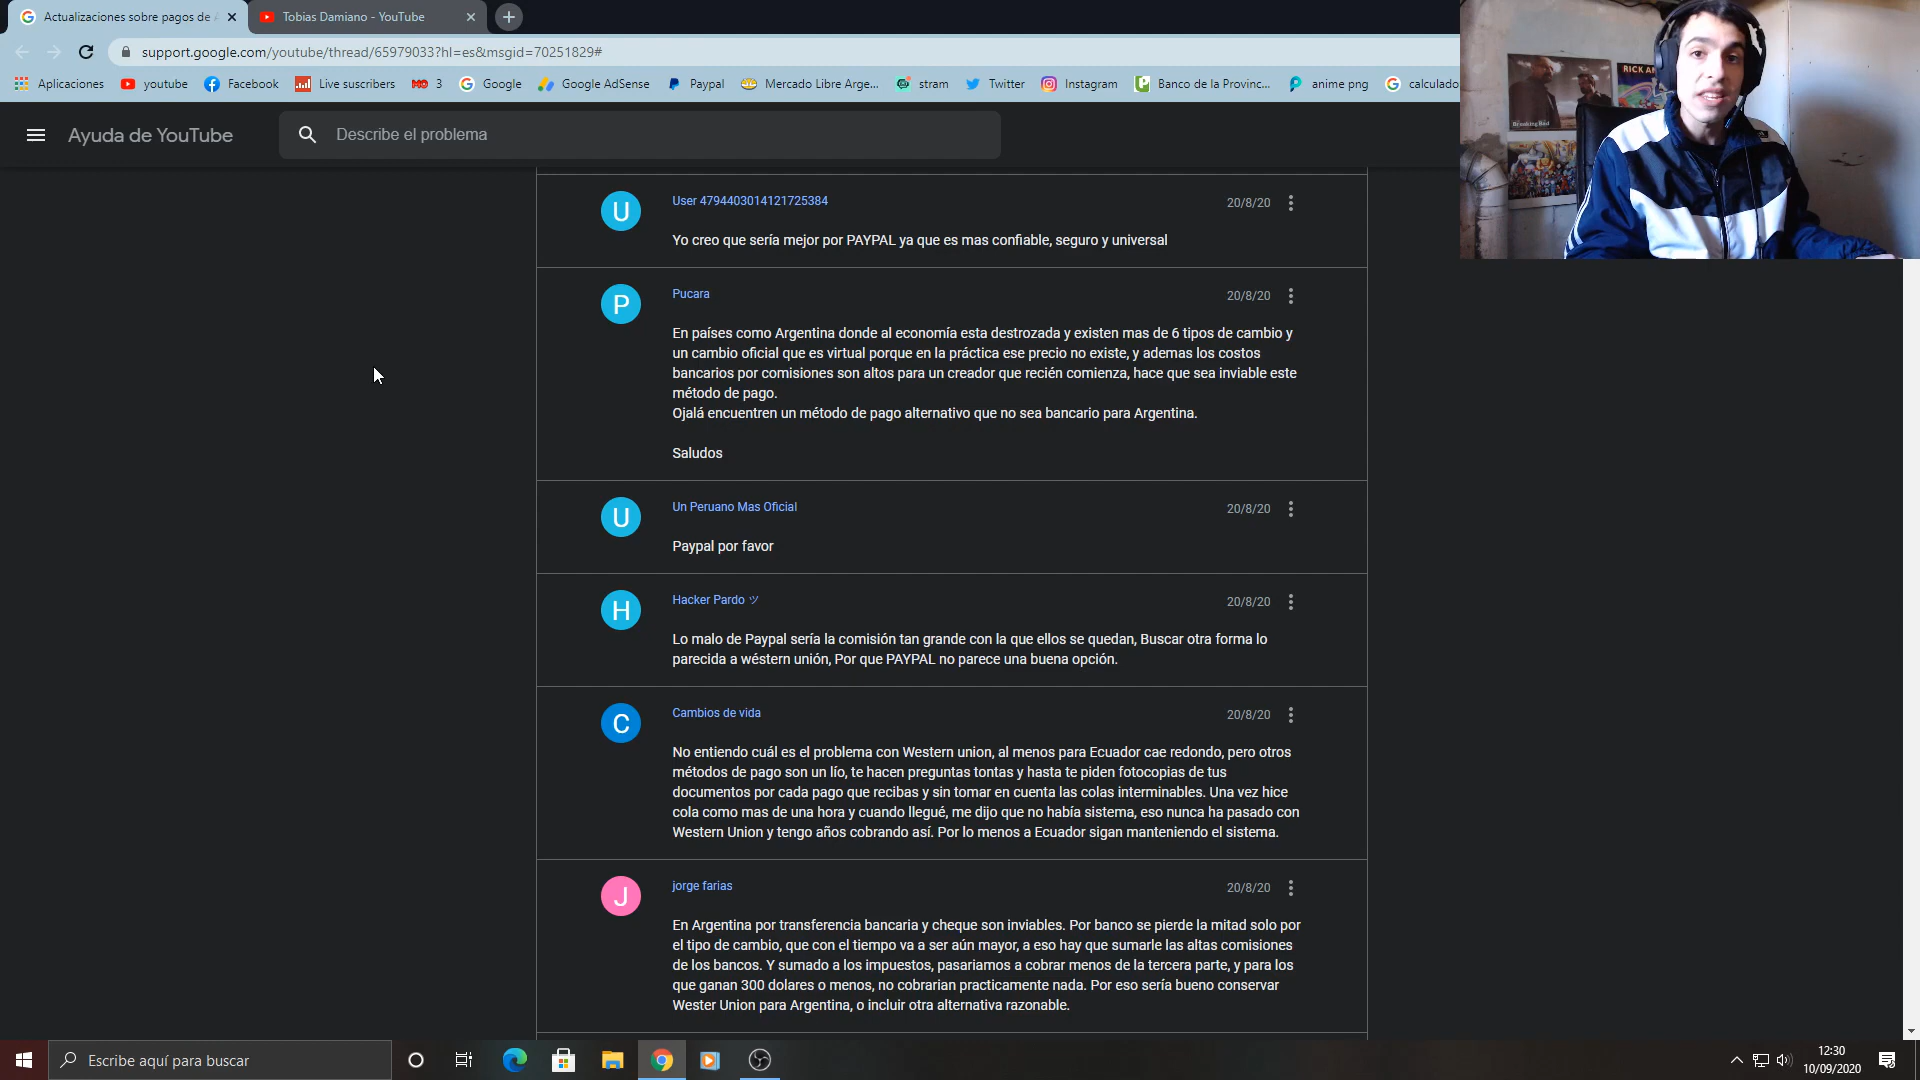 Actualizaciones sobre pagos de A
Tobias Damiano - YouTube
support.google.com/youtube/thread/65979033?hl=es&msgid=70251829#
Aplicaciones
youtube
Facebook
Live suscribers
3
Google
Google AdSense
Paypal
Mercado Libre Arge...
stram
Twitter
Instagram
Banco de la Provinc...
anime png
calculado
Ayuda de YouTube
Describe el problema
RICK AN
Breaking Bad
U
User 4794403014121725384
20/8/20
Yo creo que sería mejor por PAYPAL ya que es mas confiable, seguro y universal
P
Pucara
20/8/20
En países como Argentina donde al economía esta destrozada y existen mas de 6 tipos de cambio y
un cambio oficial que es virtual porque en la práctica ese precio no existe, y ademas los costos
bancarios por comisiones son altos para un creador que recién comienza, hace que sea inviable este
método de pago.
Ojalá encuentren un método de pago alternativo que no sea bancario para Argentina.
Saludos
U
Un Peruano Mas Oficial
20/8/20
Paypal por favor
H
Hacker Pardo ツ
20/8/20
Lo malo de Paypal sería la comisión tan grande con la que ellos se quedan, Buscar otra forma lo
parecida a wéstern unión, Por que PAYPAL no parece una buena opción.
C
Cambios de vida
20/8/20
No entiendo cuál es el problema con Western union, al menos para Ecuador cae redondo, pero otros
métodos de pago son un lío, te hacen preguntas tontas y hasta te piden fotocopias de tus
documentos por cada pago que recibas y sin tomar en cuenta las colas interminables. Una vez hice
cola como mas de una hora y cuando llegué, me dijo que no había sistema, eso nunca ha pasado con
Western Union y tengo años cobrando así. Por lo menos a Ecuador sigan manteniendo el sistema.
J
jorge farias
20/8/20
En Argentina por transferencia bancaria y cheque son inviables. Por banco se pierde la mitad solo por
el tipo de cambio, que con el tiempo va a ser aún mayor, a eso hay que sumarle las altas comisiones
de los bancos. Y sumado a los impuestos, pasariamos a cobrar menos de la tercera parte, y para los
que ganan 300 dolares o menos, no cobrarian practicamente nada. Por eso sería bueno conservar
Wester Union para Argentina, o incluir otra alternativa razonable.
Escribe aquí para buscar
12:30
10/09/2020